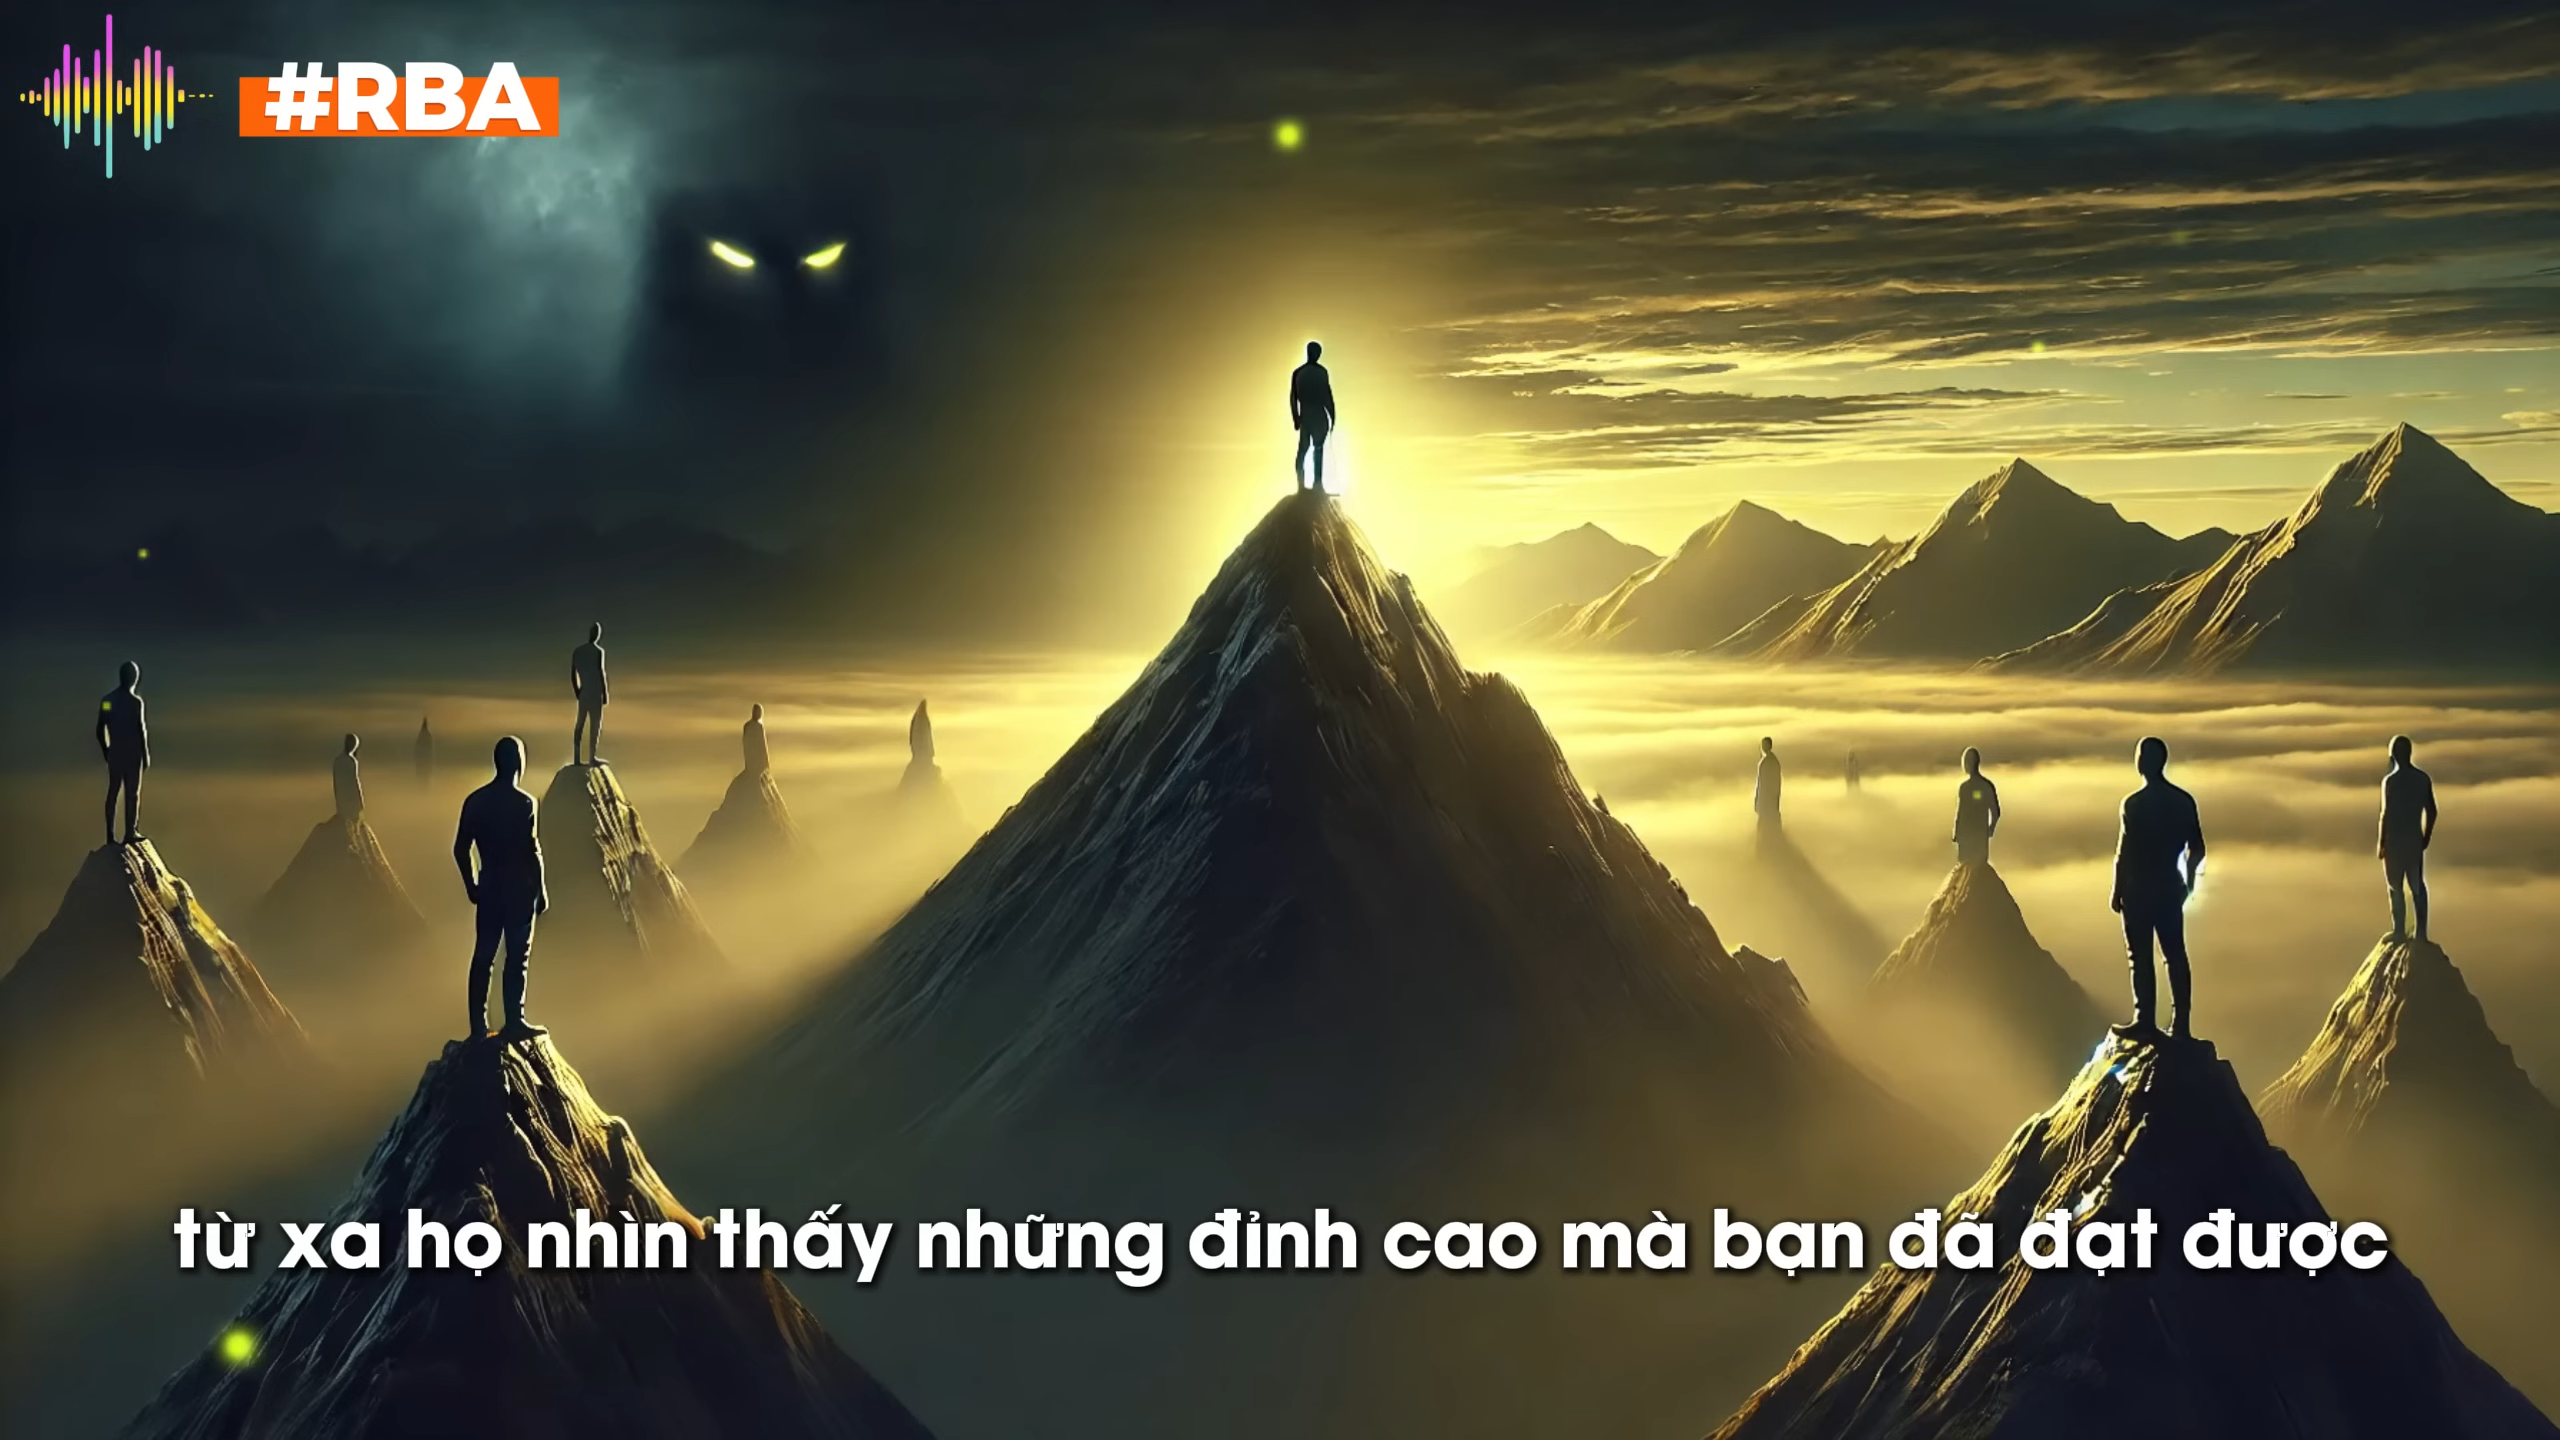 #RBA
từ xa họ nhìn thấy những đỉnh cao mà bạn đã đạt được